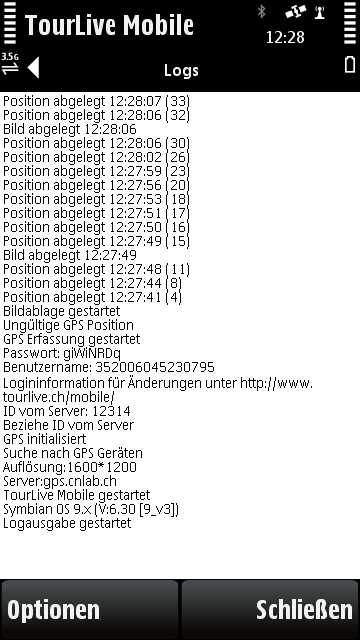 TourLive Mobile
12:28
3.5G
Logs
Position abgelegt 12:28:07 (33)
Position abgelegt 12:28:06 (32)
Bild abgelegt 12:28:06
Position abgelegt 12:28:06 (30)
Position abgelegt 12:28:02 (26)
Position abgelegt 12:27:59 (23)
Position abgelegt 12:27:56 (20)
Position abgelegt 12:27:53 (18)
Position abgelegt 12:27:51 (17)
Position abgelegt 12:27:50 (16)
Position abgelegt 12:27:49 (15)
Bild abgelegt 12:27:49
Position abgelegt 12:27:48 (11)
Position abgelegt 12:27:44 (8)
Position abgelegt 12:27:41 (4)
Bildablage gestartet
Ungültige GPS Position
GPS Erfassung gestartet
Passwort: giWiNRDq
Benutzername: 352006045230795
Logininformation für Änderungen unter http://www.
tourlive.ch/mobile/
ID vom Server: 12314
Beziehe ID vom Server
GPS initialisiert
Suche nach GPS Geräten
Auflösung:1600*1200
Server:gps.cnlab.ch
TourLive Mobile gestartet
Symbian OS 9.x (V:6.30 [9_v3])
Logausgabe gestartet
Optionen
Schließen